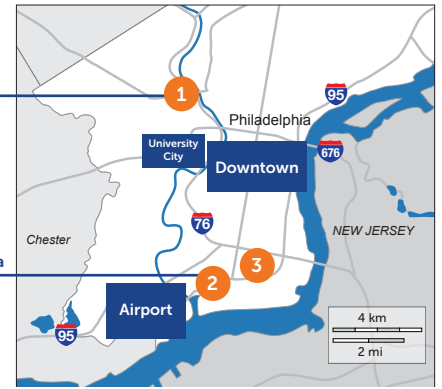 95
1
Philadelphia
676
University
City
Downtown
76
NEW JERSEY
Chester
a
3
2
Airport
4 km
2 mi
95